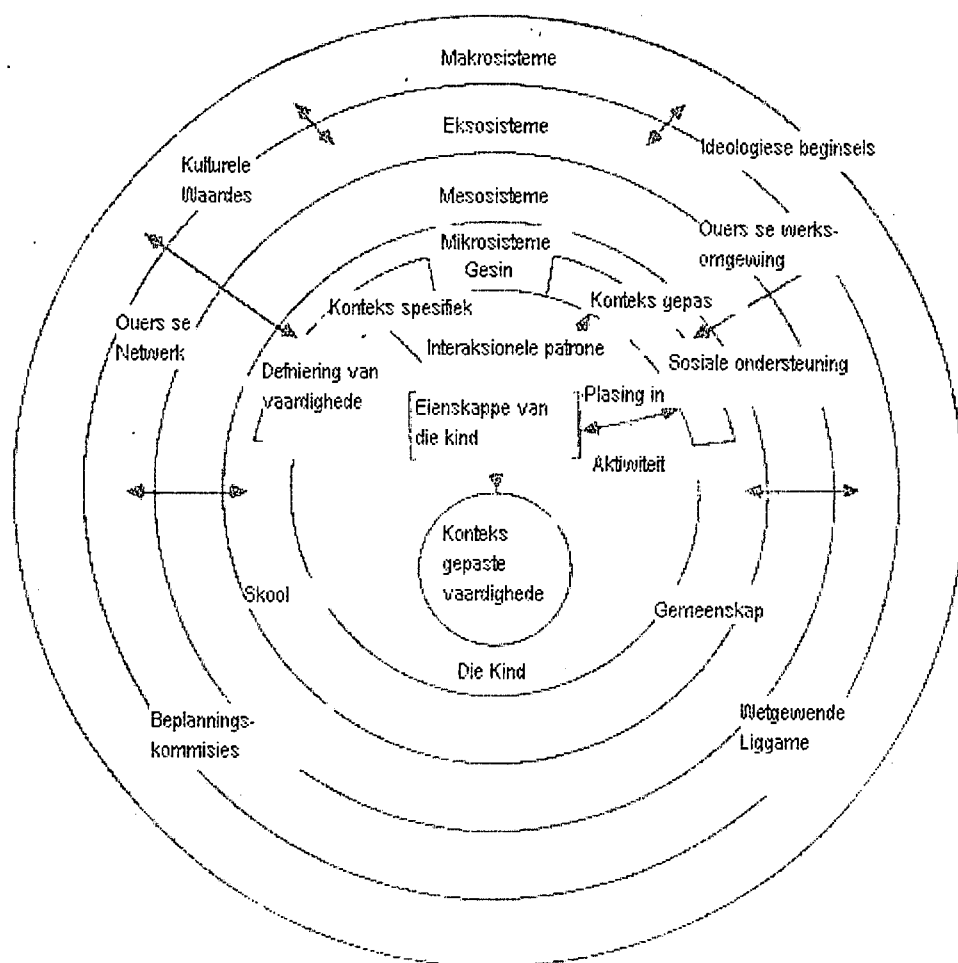 Makrosisteme
Eksosisteme
Ideologiese beginsels
Kulturele
Waardes
Mesosisteme
Ouers se werks-
omgewing
Mikrosisteme
Gesin
Konteks spesifiek
Konteks gepas
Ouers se
Netwerk
Interaksionele patrone
Sosiale ondersteuning
Definiering van
vaardighede
Eienskappe van
die kind
Plasing in
Aktiwiteit
Konteks
gepaste
vaardighede
Skool
Gemeenskap
Die Kind
Beplannings-
kommisies
Wetgewende
Liggame